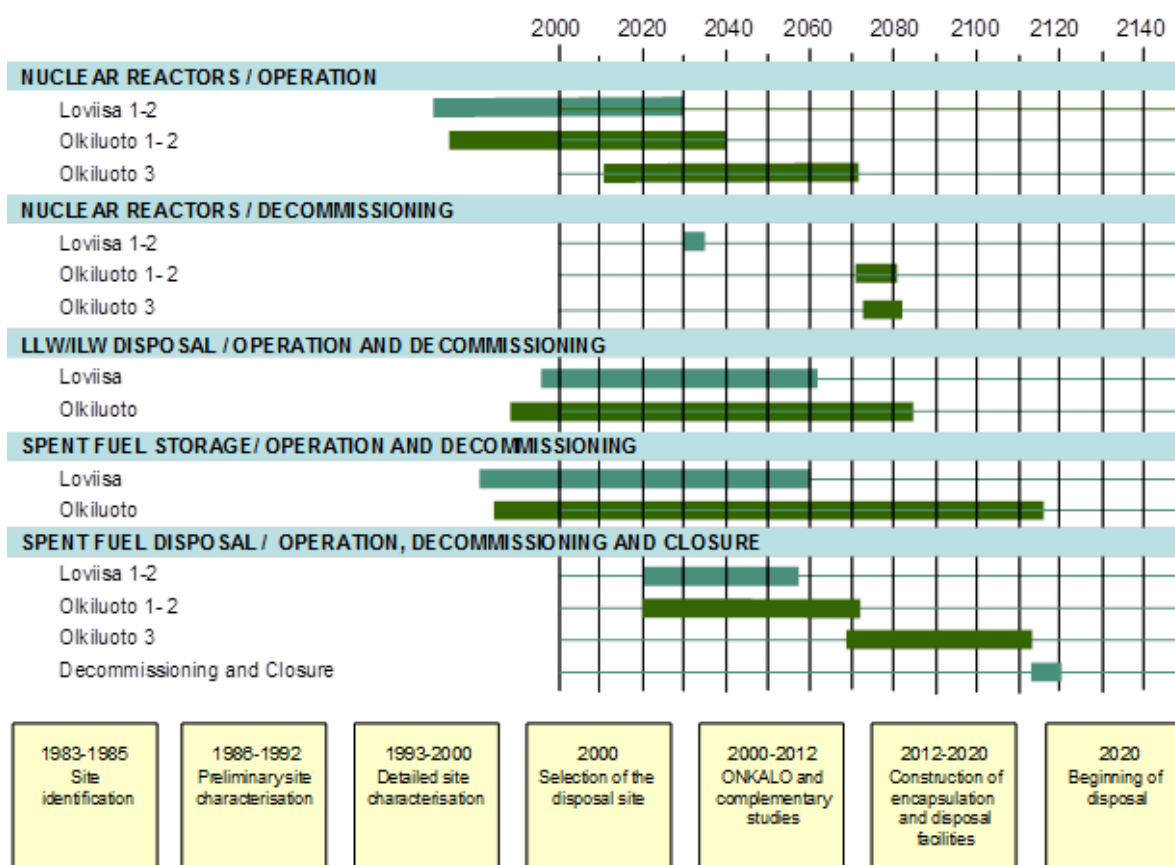 2000 2020 2040 2060 2080 2100 2120 2140
NUCLEAR REACTORS / OPERATION
Loviisa 1-2
Olkiluoto 1-2
Olkiluoto 3
NUCLEAR REACTORS / DECOMMISSIONING
Loviisa 1-2
Olkiluoto 1-2
Olkiluoto 3
LLW/ILW DISPOSAL / OPERATION AND DECOMMISSIONING
Loviisa
Olkiluoto
SPENT FUEL STORAGE/ OPERATION AND DECOMMISSIONING
Loviisa
Olkiluoto
SPENT FUEL DISPOSAL / OPERATION, DECOMMISSIONING AND CLOSURE
Loviisa 1-2
Olkiluoto 1-2
Olkiluoto 3
Decommissioning and Closure
1983-1985
Site
identification
1986-1992
Preliminary site
characterisation
1993-2000
Detailed site
characterisation
2000
Selection of the
disposal site
2000-2012
ONKALO and
complementary
studies
2012-2020
Construction of
encapsulation
and disposal
facilities
2020
Beginning of
disposal